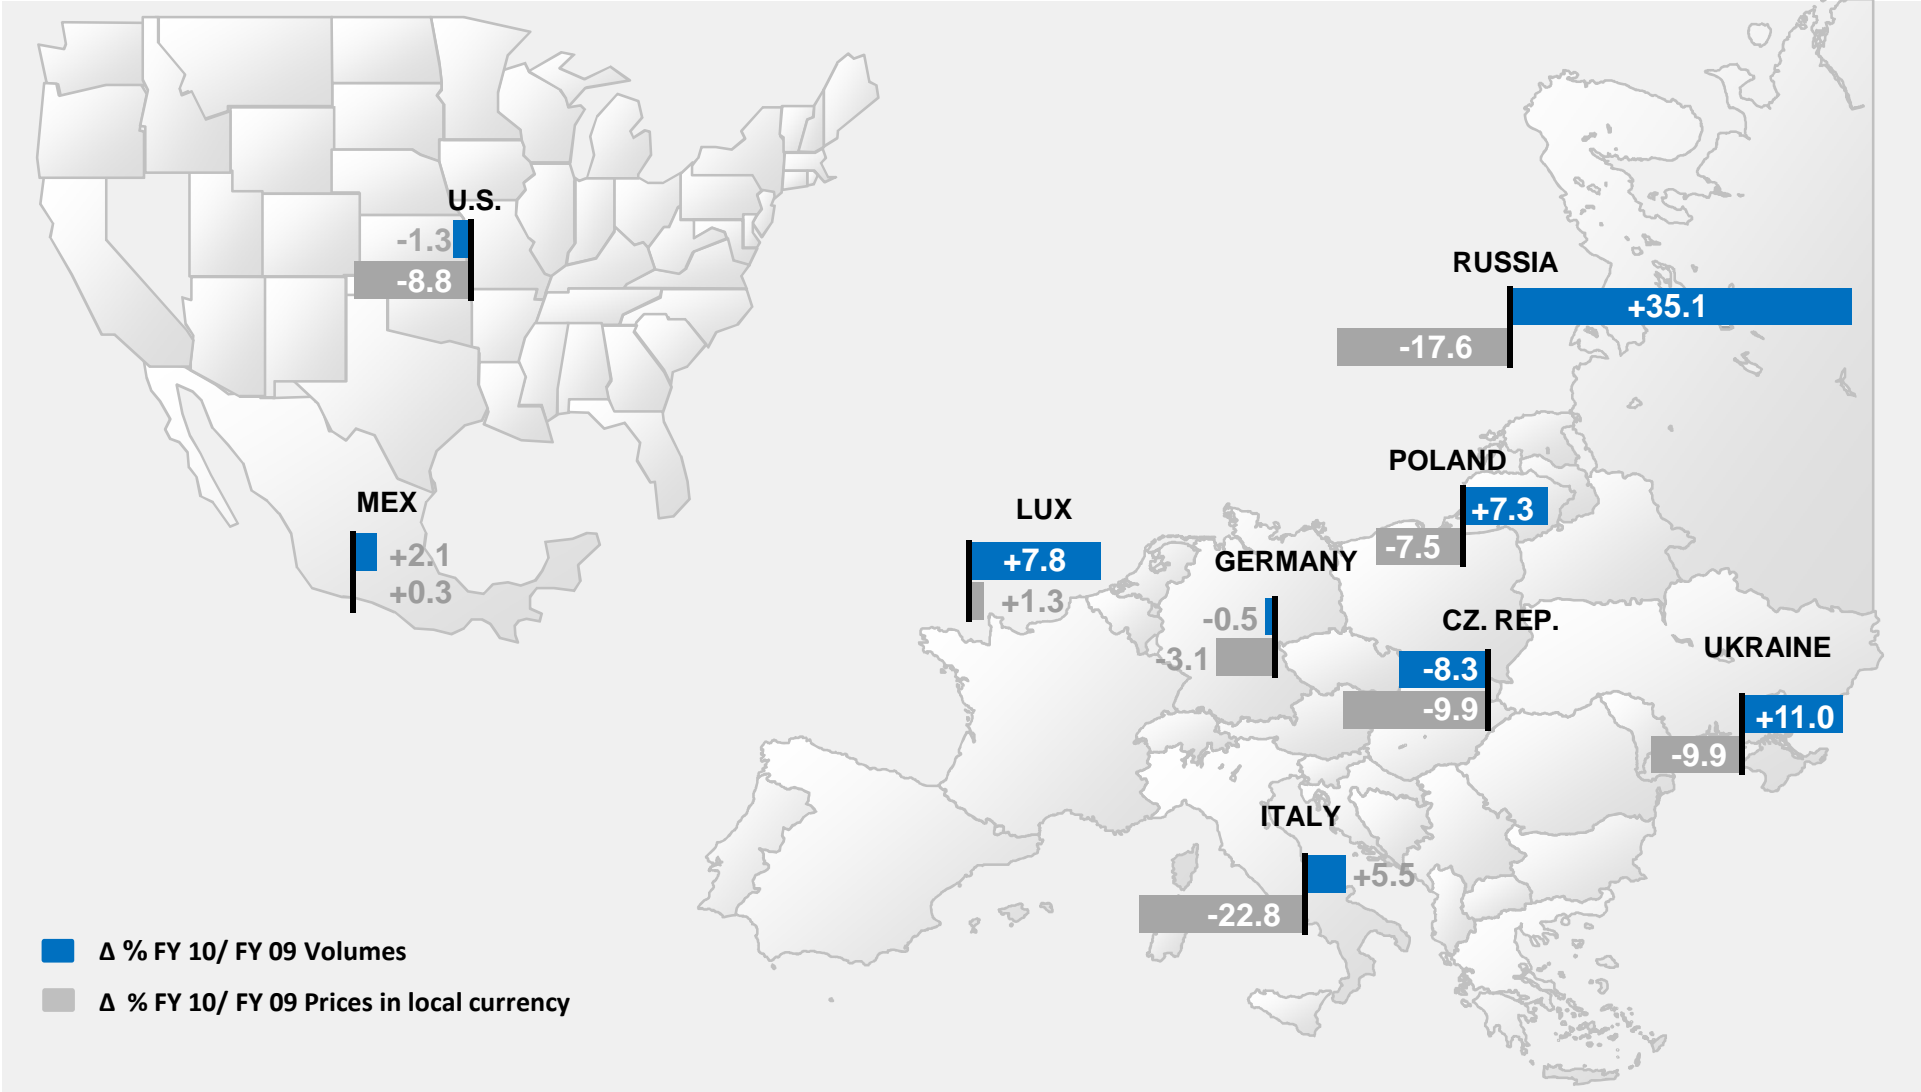 U.S.
-1.3
-8.8
MEX
+2.1
+0.3
RUSSIA
+35.1
-17.6
POLAND
+7.3
-7.5
LUX
+7.8
+1.3
GERMANY
-0.5
-3.1
CZ. REP.
-8.3
-9.9
UKRAINE
+11.0
-9.9
ITALY
+5.5
-22.8
Δ % FY 10/ FY 09 Volumes
Δ % FY 10/ FY 09 Prices in local currency